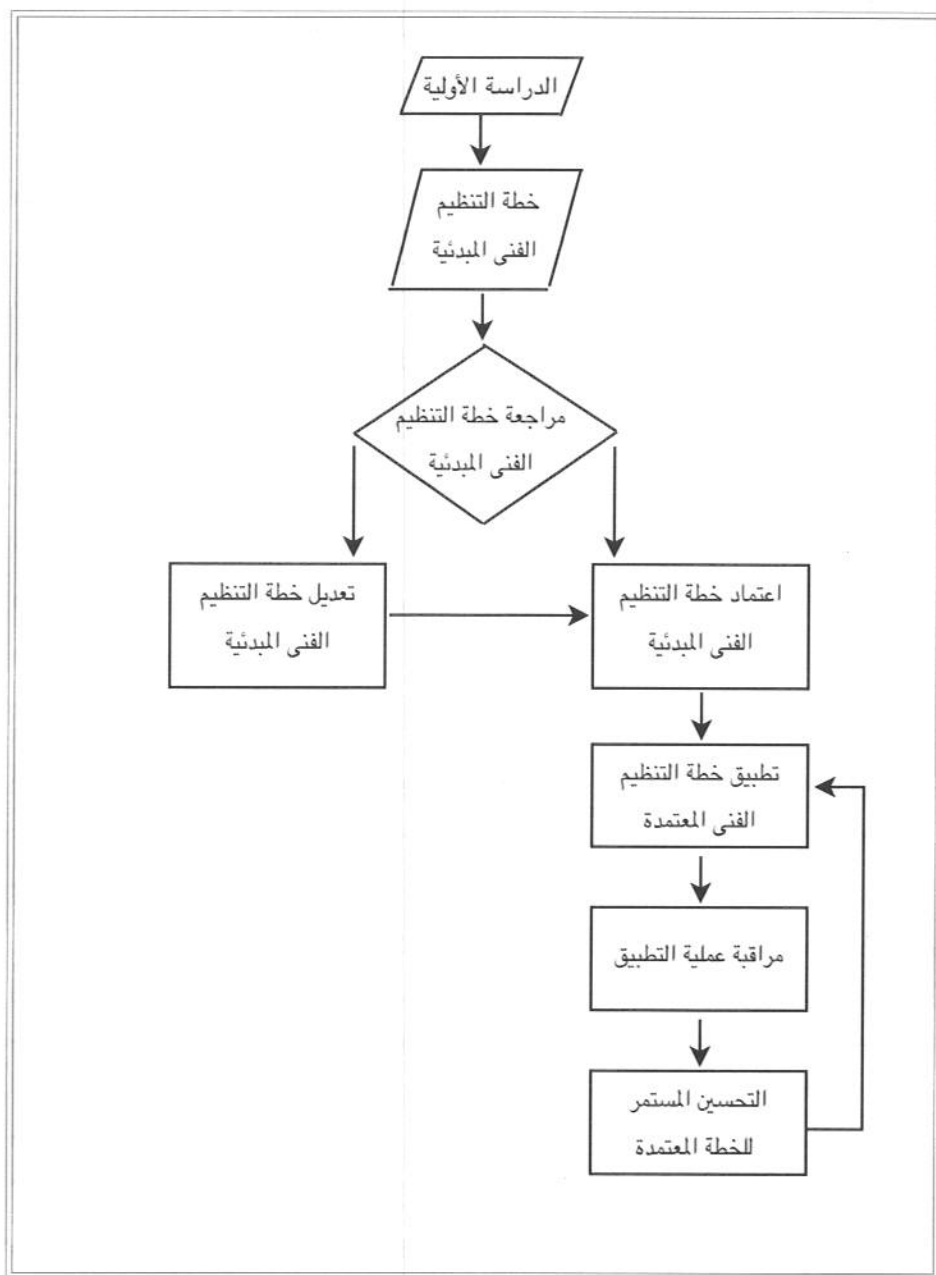 الدراسة الأولية
خطة التنظيم
الفنى المبدئية
مراجعة خطة التنظيم
الفنى المبدئية
اعتماد خطة التنظيم
الفنى المبدئية
تعديل خطة التنظيم
الفنى المبدئية
تطبيق خطة التنظيم
الفنى المعتمدة
مراقبة عملية التطبيق
التحسين المستمر
للخطة المعتمدة